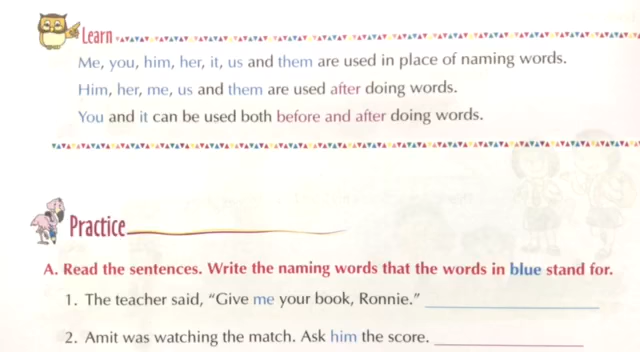 Learn
Me, you, him, her, it, us and them are used in place of naming words.
Him, her, me, us and them are used after doing words.
You and it can be used both before and after doing words.
Practice
A. Read the sentences. Write the naming words that the words in blue stand for.
1. The teacher said, “Give me your book, Ronnie.”
2. Amit was watching the match. Ask him the score.